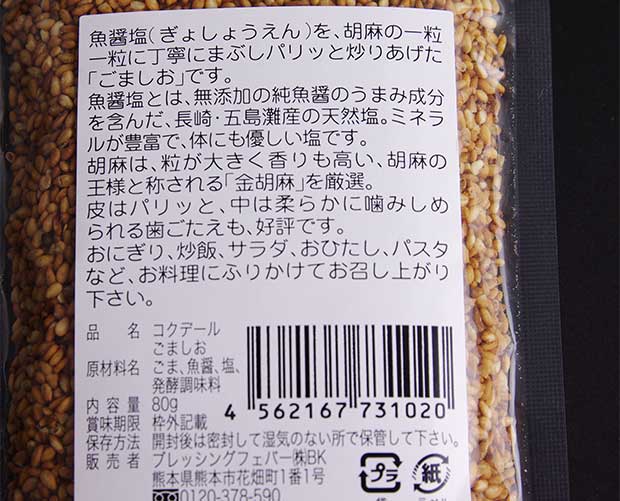 魚醤塩(ぎょしょうえん)を、胡麻の一粒
一粒に丁寧にまぶしパリッと炒りあげた
「ごましお」です。
魚醤塩とは、無添加の純魚醤のうまみ成分
を含んだ、長崎・五島灘産の天然塩。ミネラ
ルが豊富で、体にも優しい塩です。
胡麻は、粒が大きく香りも高い、胡麻の
王様と称される「金胡麻」を厳選。
皮はパリッと、中は柔らかに噛みしめ
られる歯ごたえも、好評です。
おにぎり、炒飯、サラダ、おひたし、パスタ
など、お料理にふりかけてお召し上がり
下さい。
品名 コクデール
ごましお
原材料名 ごま、魚醤、塩、
発酵調味料
内容量 80g
賞味期限 枠外記載
保存方法 開封後は密封して湿気のない所で保管して下さい。
販売者 ブレッシングフェバー㈱BK
熊本県熊本市花畑町1番1号
0120-378-590
4 562167 731020
プラ
紙